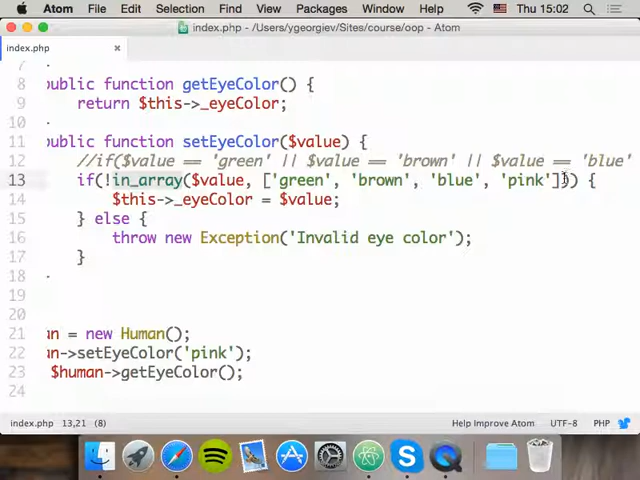 Atom File Edit Selection Find View Packages Window Help Thu 15:02
index.php - /Users/ygeorgiev/Sites/course/oop - Atom
index.php
7
8 ublic function getEyeColor() {
9 return $this->_eyeColor;
10
11 ublic function setEyeColor($value) {
12 //if($value == 'green' || $value == 'brown' || $value == 'blue'
13 if(!in_array($value, ['green', 'brown', 'blue', 'pink'])) {
14 $this->_eyeColor = $value;
15 } else {
16 throw new Exception('Invalid eye color');
17 }
18
19
20
21 an = new Human();
22 an->setEyeColor('pink');
23 $human->getEyeColor();
24
index.php 13,21 (8) Help Improve Atom UTF-8 PHP